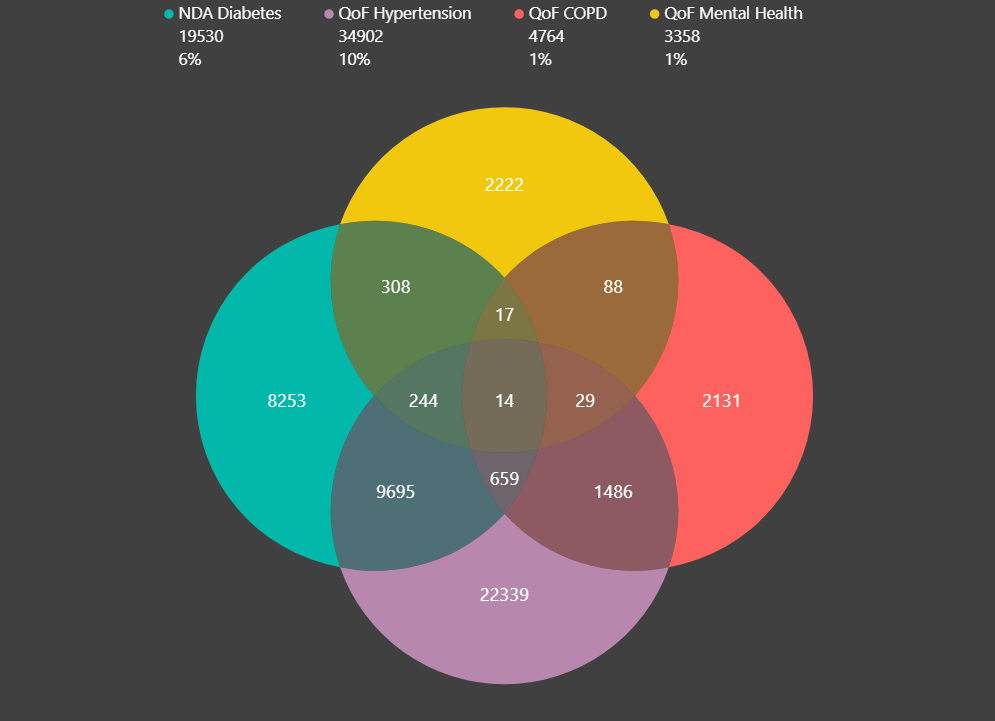 NDA Diabetes QoF Hypertension QoF COPD QoF Mental Health
19530 34902 4764 3358
6% 10% 1% 1%
2222
308 88
17
8253 244 14 29 2131
659
9695 1486
22339